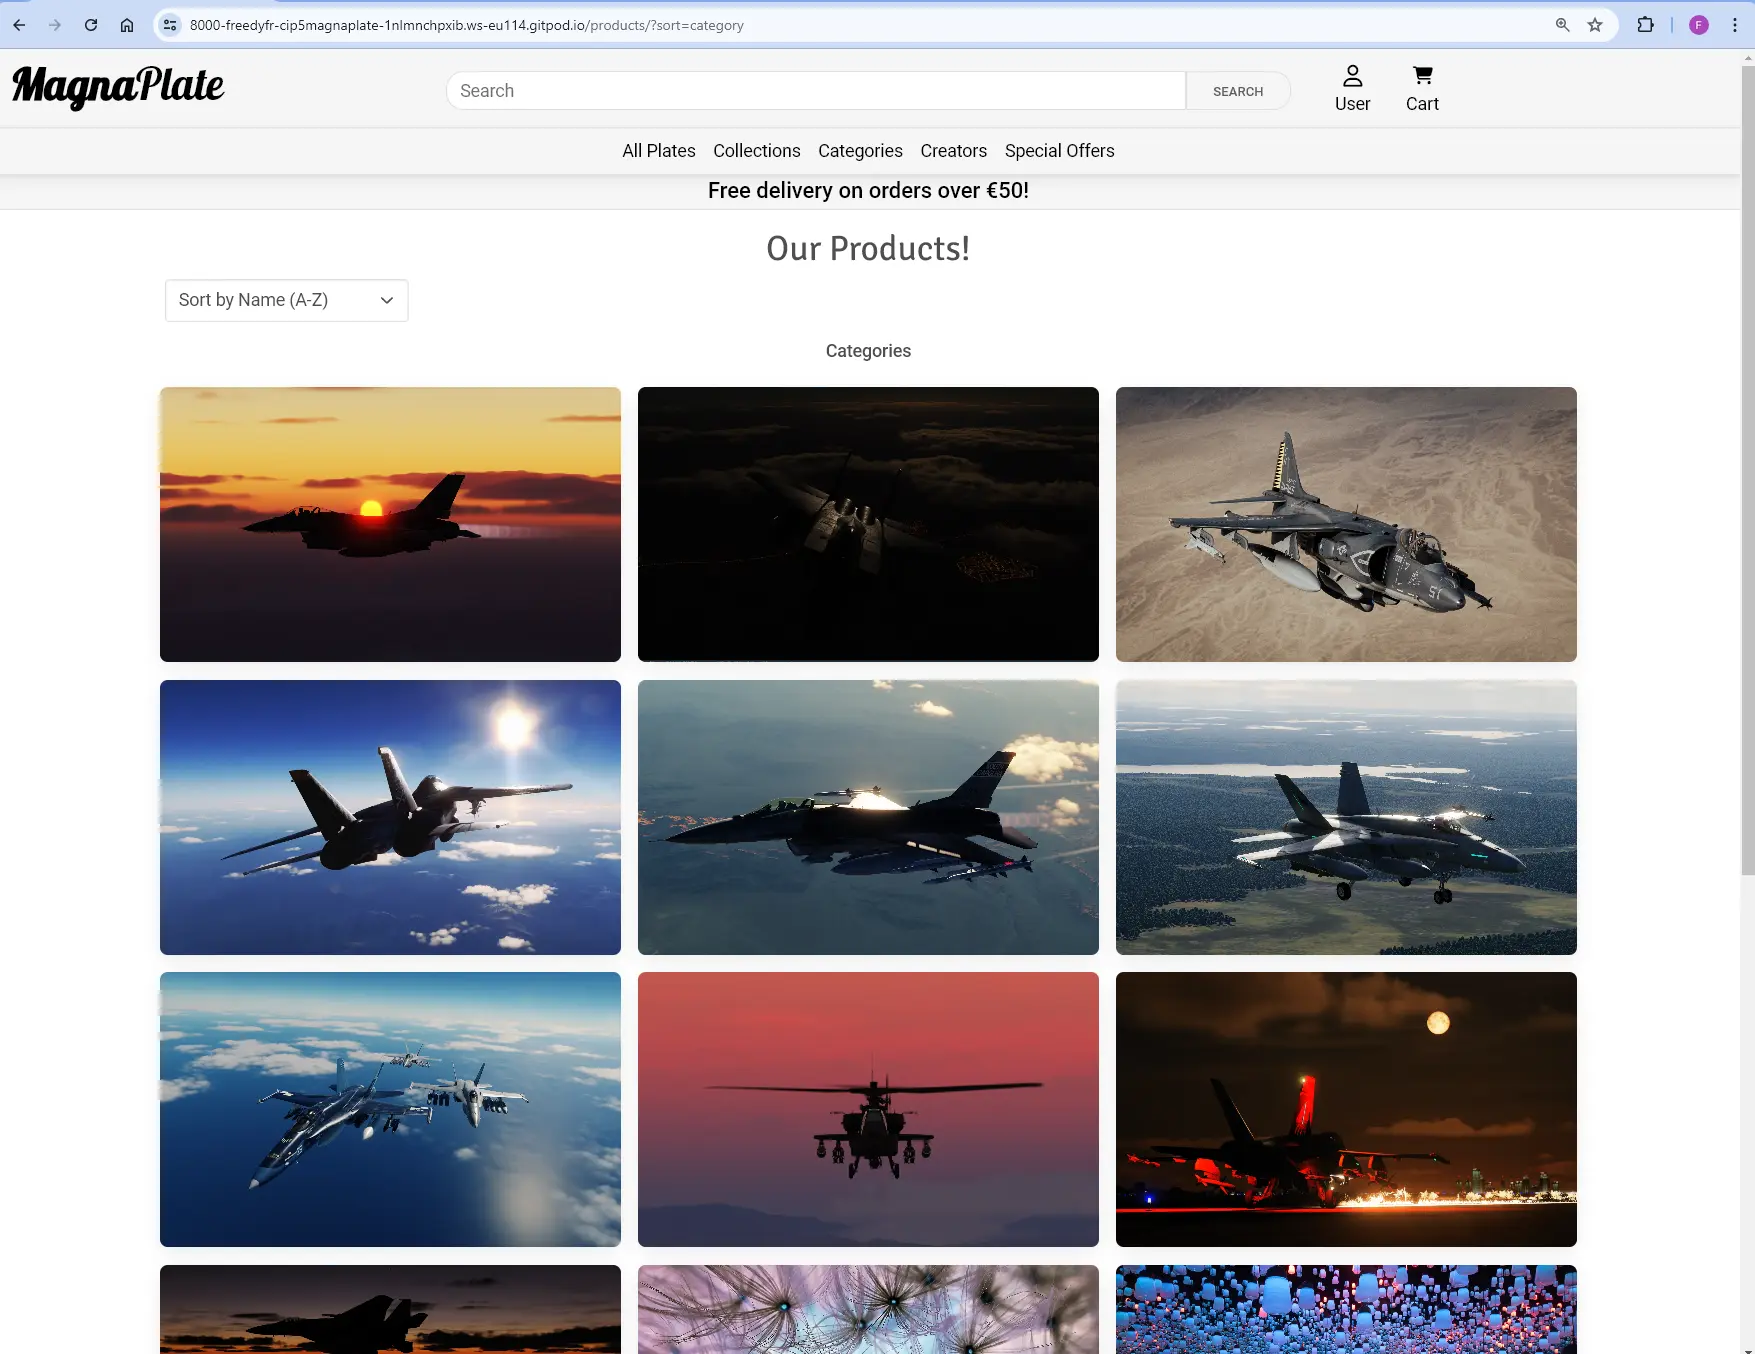 8000-freedyfr-cip5magnaplate-1nlmnchpxib.ws-eu114.gitpod.io/products/?sort=category
F
MagnaPlate
Search
SEARCH
User
Cart
All Plates Collections Categories Creators Special Offers
Free delivery on orders over €50!
Our Products!
Sort by Name (A-Z)
Categories